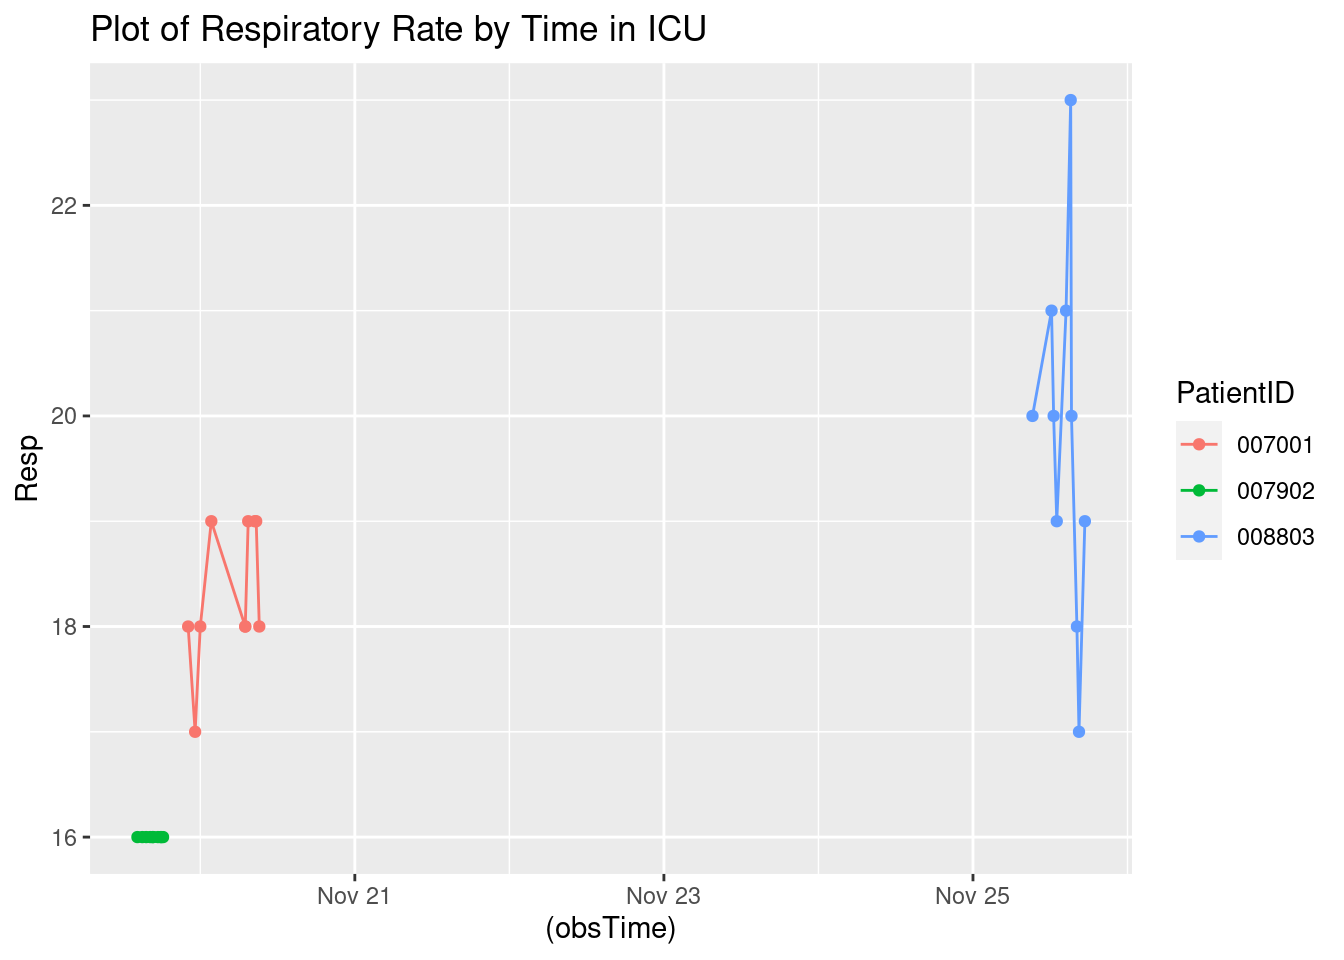 Plot of Respiratory Rate by Time in ICU
Resp
22
20
18
16
Nov 21
Nov 23
Nov 25
(obsTime)
PatientID
007001
007902
008803